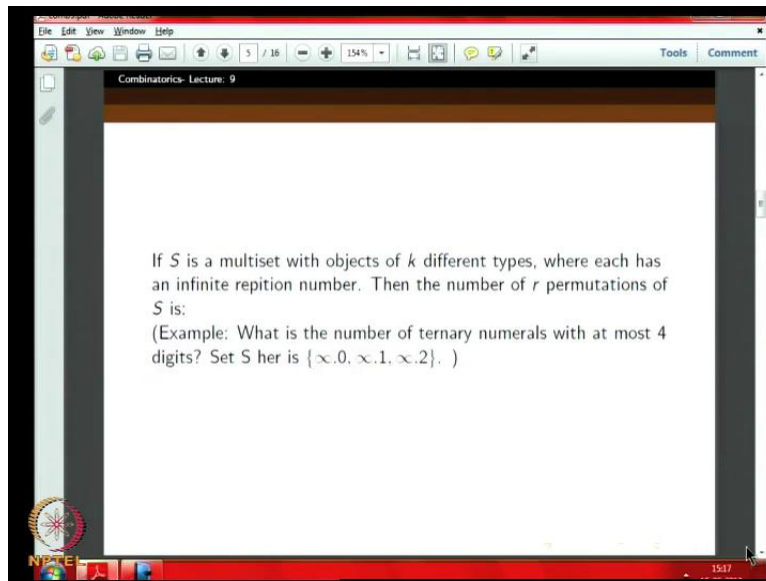 File Edit View Window Help
5 / 16 154% Tools Comment
Combinatorics- Lecture: 9
If S is a multiset with objects of k different types, where each has
an infinite repition number. Then the number of r permutations of
S is:
(Example: What is the number of ternary numerals with at most 4
digits? Set S her is {∞.0, ∞.1, ∞.2}. )
NPTEL
15:17